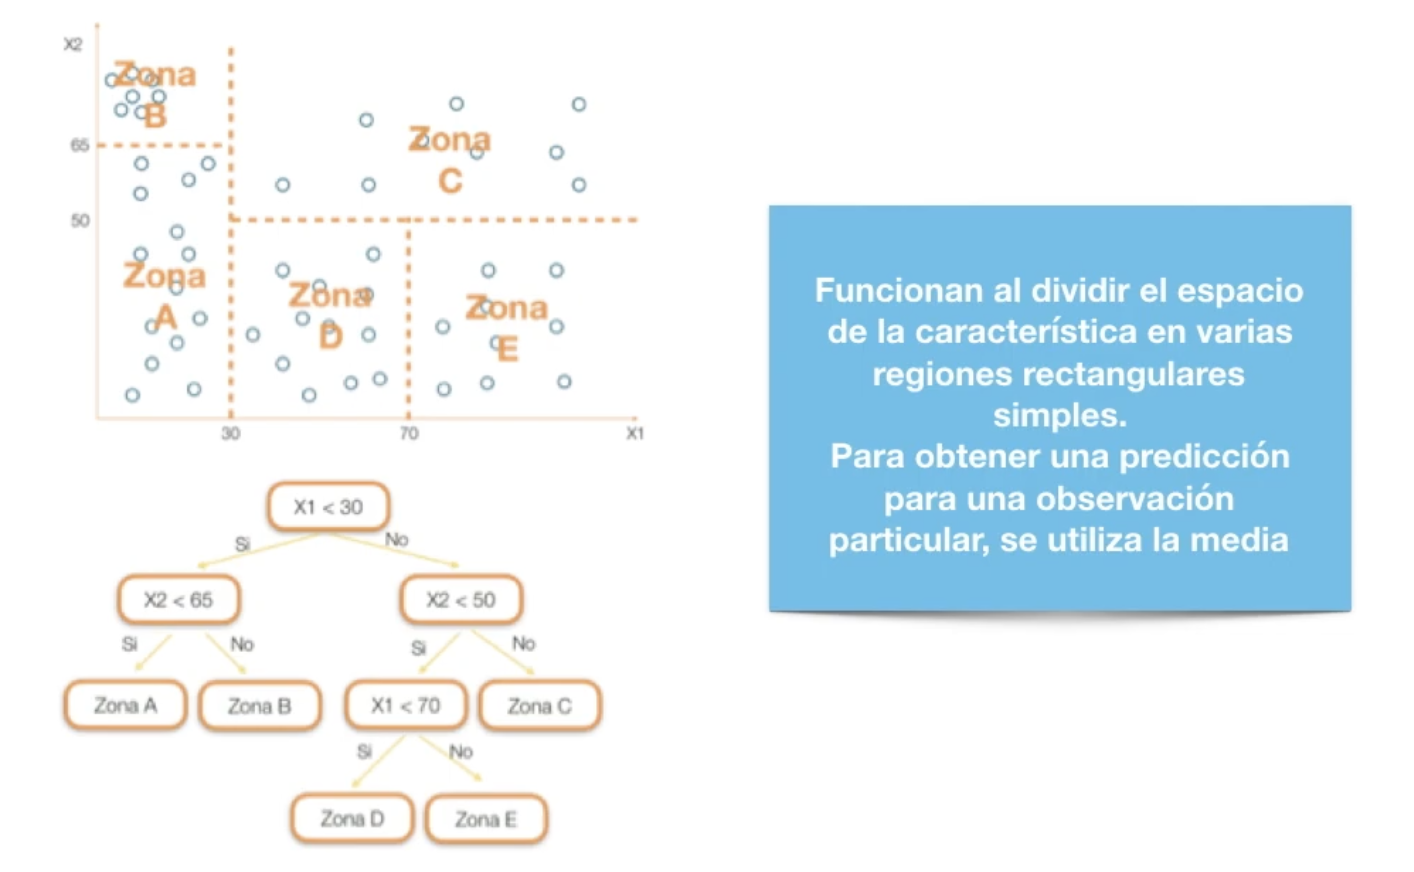 X2
Zona
B
65
Zona
C
50
Zona
A
Zona
D
Zona
E
30
70
X1
X1 < 30
Si
No
X2 < 65
X2 < 50
Si
No
Si
No
Zona A
Zona B
X1 < 70
Zona C
Si
No
Zona D
Zona E
Funcionan al dividir el espacio
de la característica en varias
regiones rectangulares
simples.
Para obtener una predicción
para una observación
particular, se utiliza la media